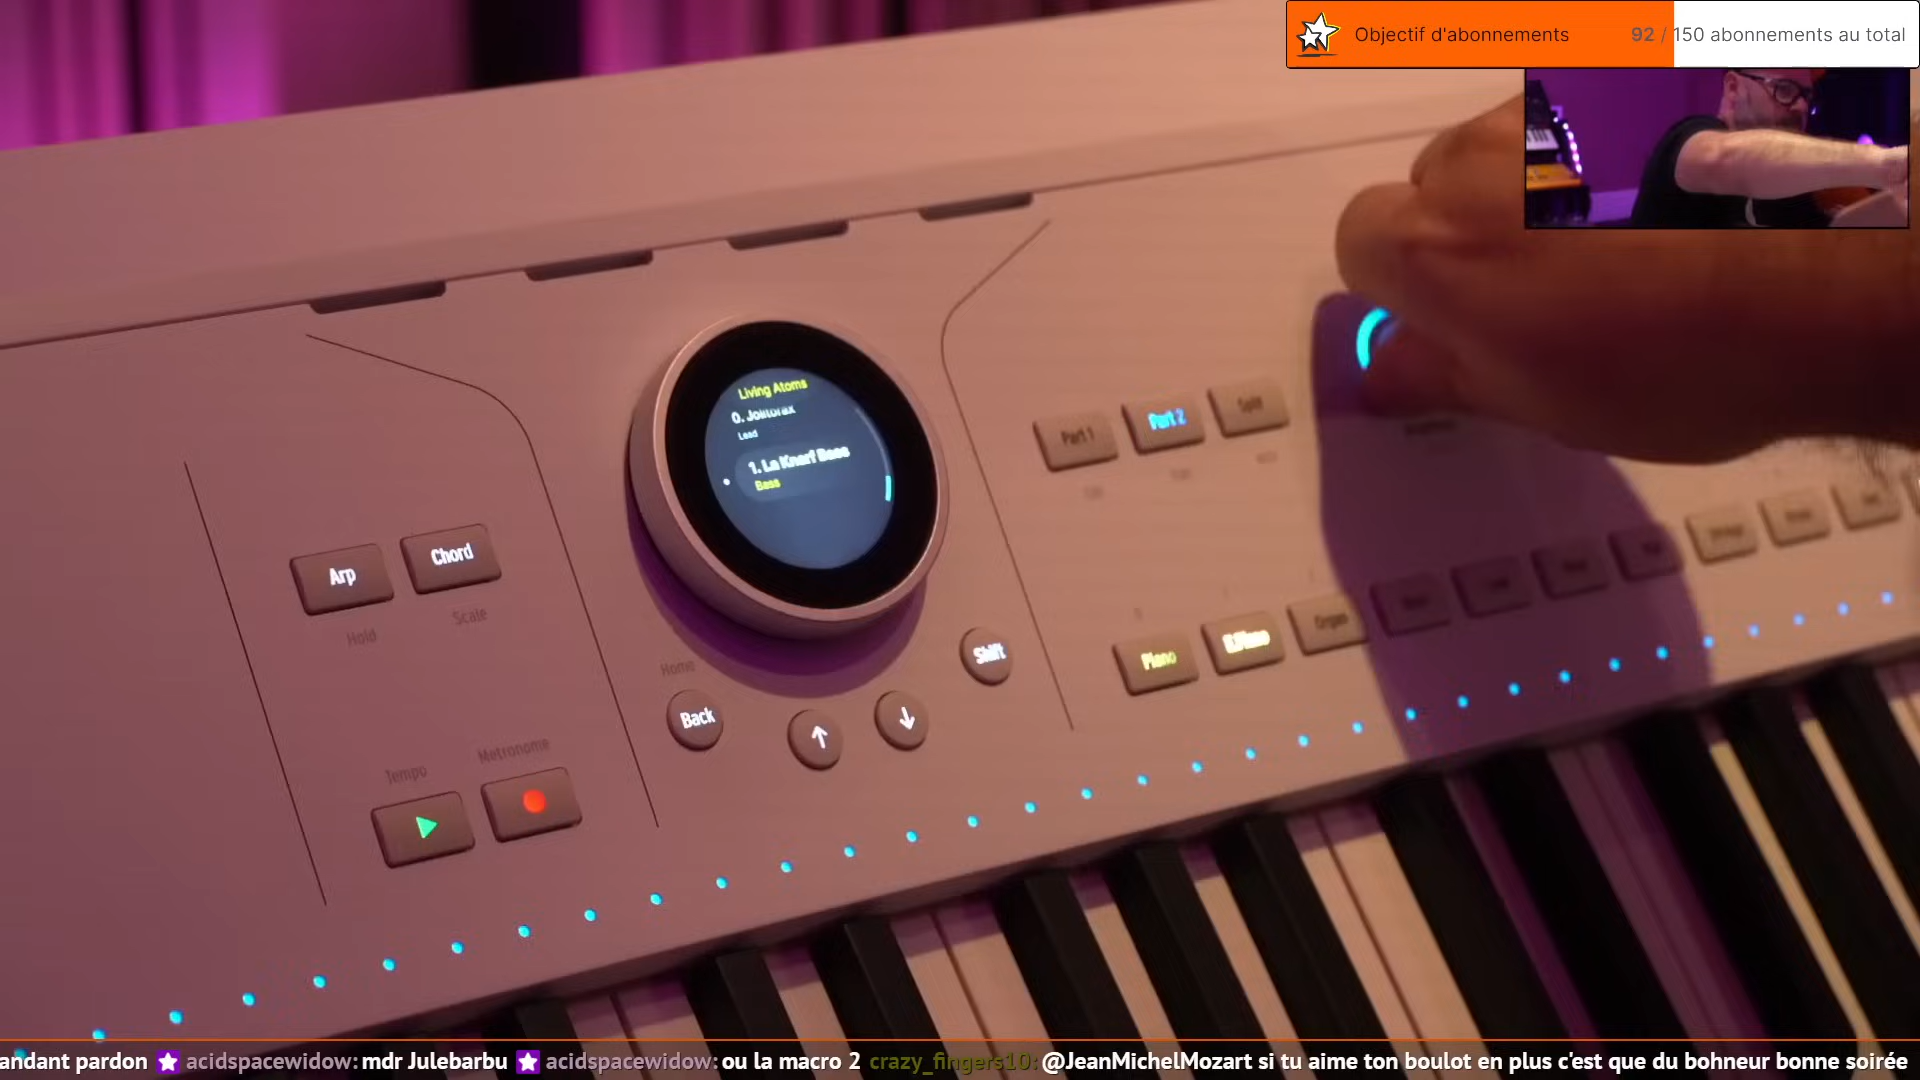 Objectif d'abonnements
92 / 150 abonnements au total
Living Atoms
0. Jolitorax
Lead
1. La Knarf Bass
Bass
Part 1
Part 2
Split
Arp
Chord
Hold
Scale
Home
Back
Shift
Piano
E.Piano
Organ
Tempo
Metronome
andant pardon acidspacewidow: mdr Julebarbu acidspacewidow: ou la macro 2 crazy_fingers10: @JeanMichelMozart si tu aime ton boulot en plus c'est que du bohneur bonne soirée